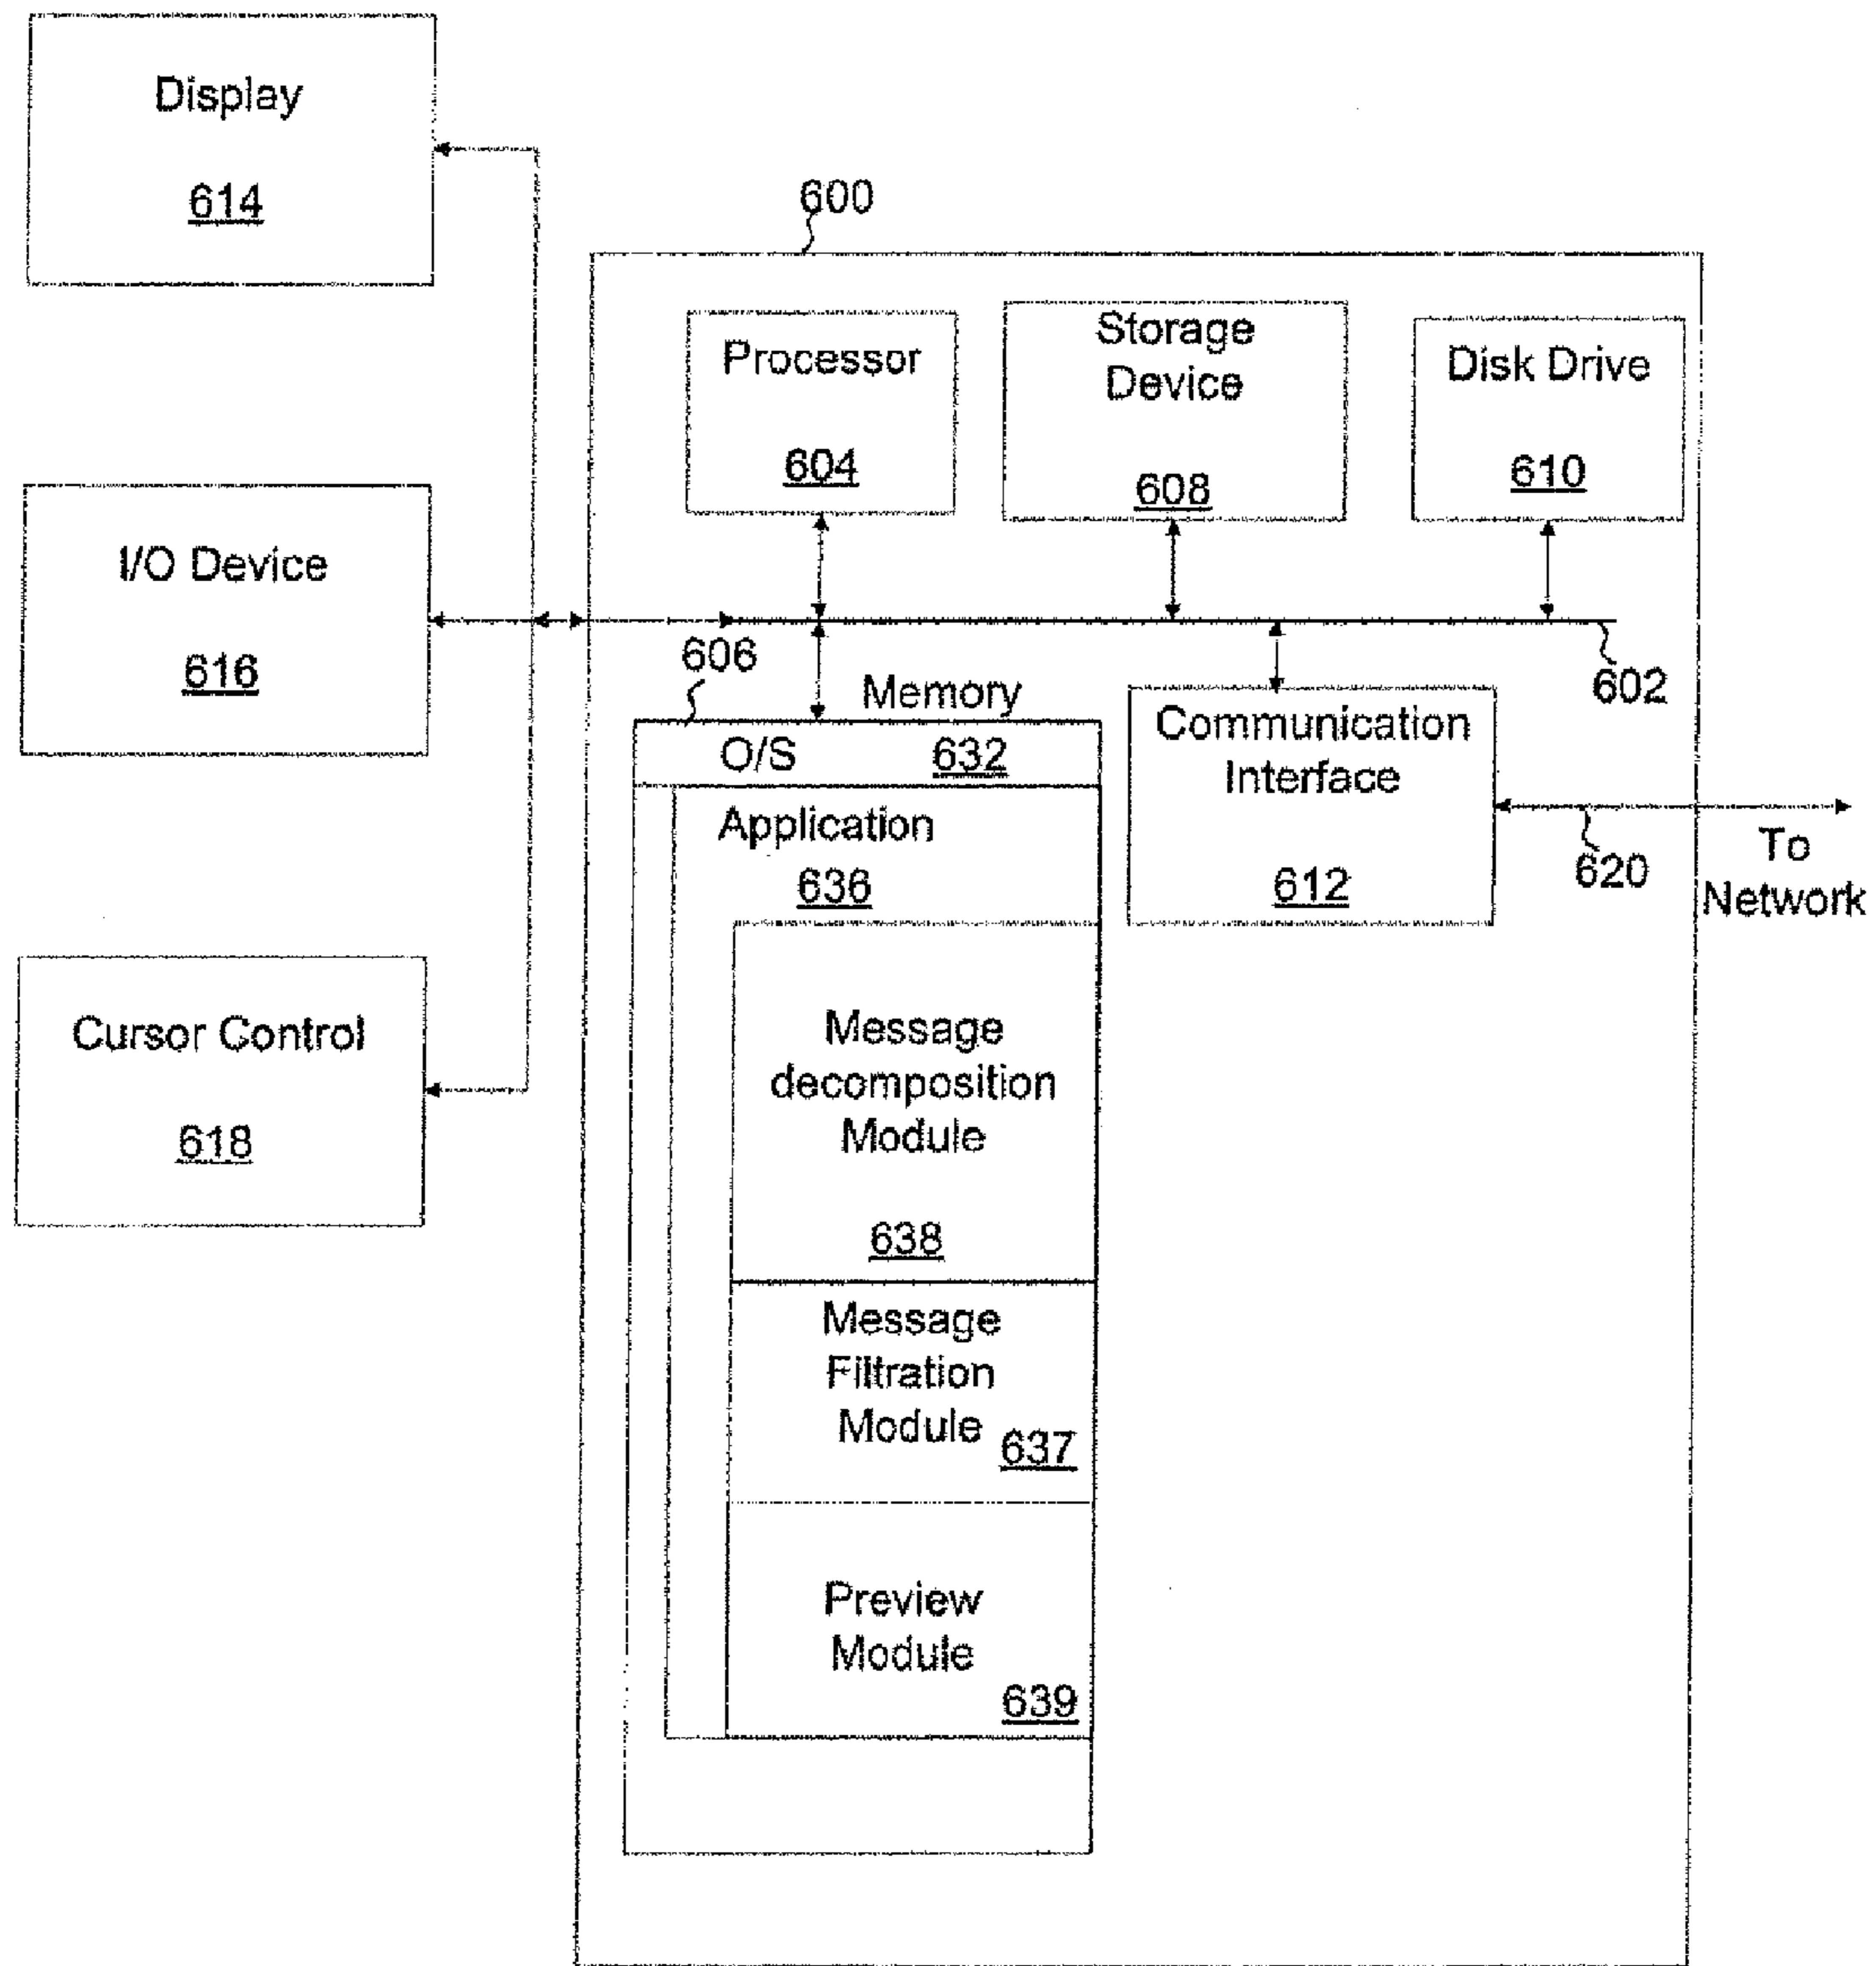 Display
614
600
Processor
604
Storage
Device
608
Disk Drive
610
I/O Device
616
606
602
Memory
O/S 632
Application
636
Communication
Interface
612
620
To
Network
Cursor Control
618
Message
decomposition
Module
638
Message
Filtration
Module
637
Preview
Module
639